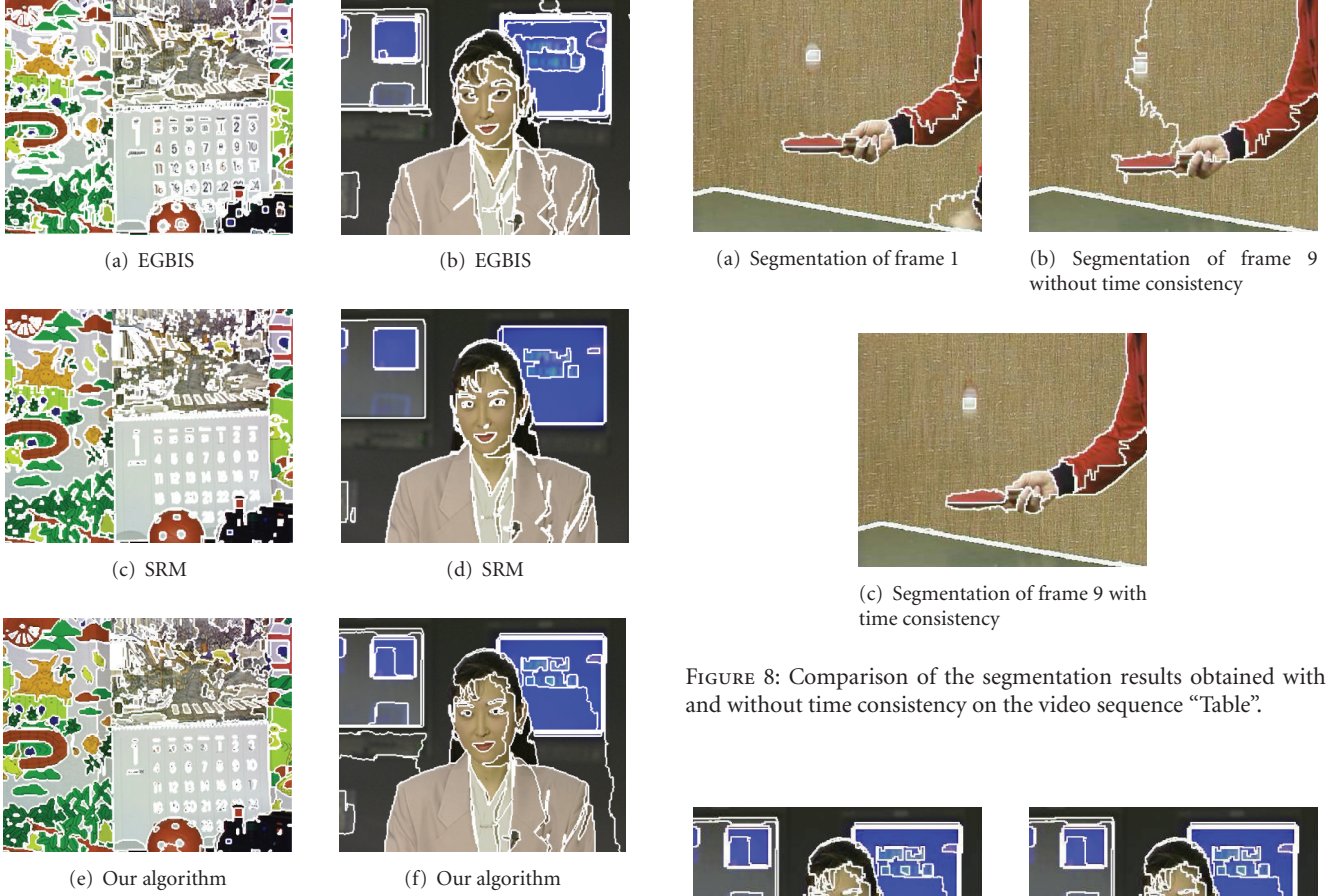 (a) EGBIS
(b) EGBIS
(c) SRM
(d) SRM
(e) Our algorithm
(f) Our algorithm
(a) Segmentation of frame 1
(b) Segmentation of frame 9
without time consistency
(c) Segmentation of frame 9 with
time consistency
FIGURE 8: Comparison of the segmentation results obtained with
and without time consistency on the video sequence “Table”.